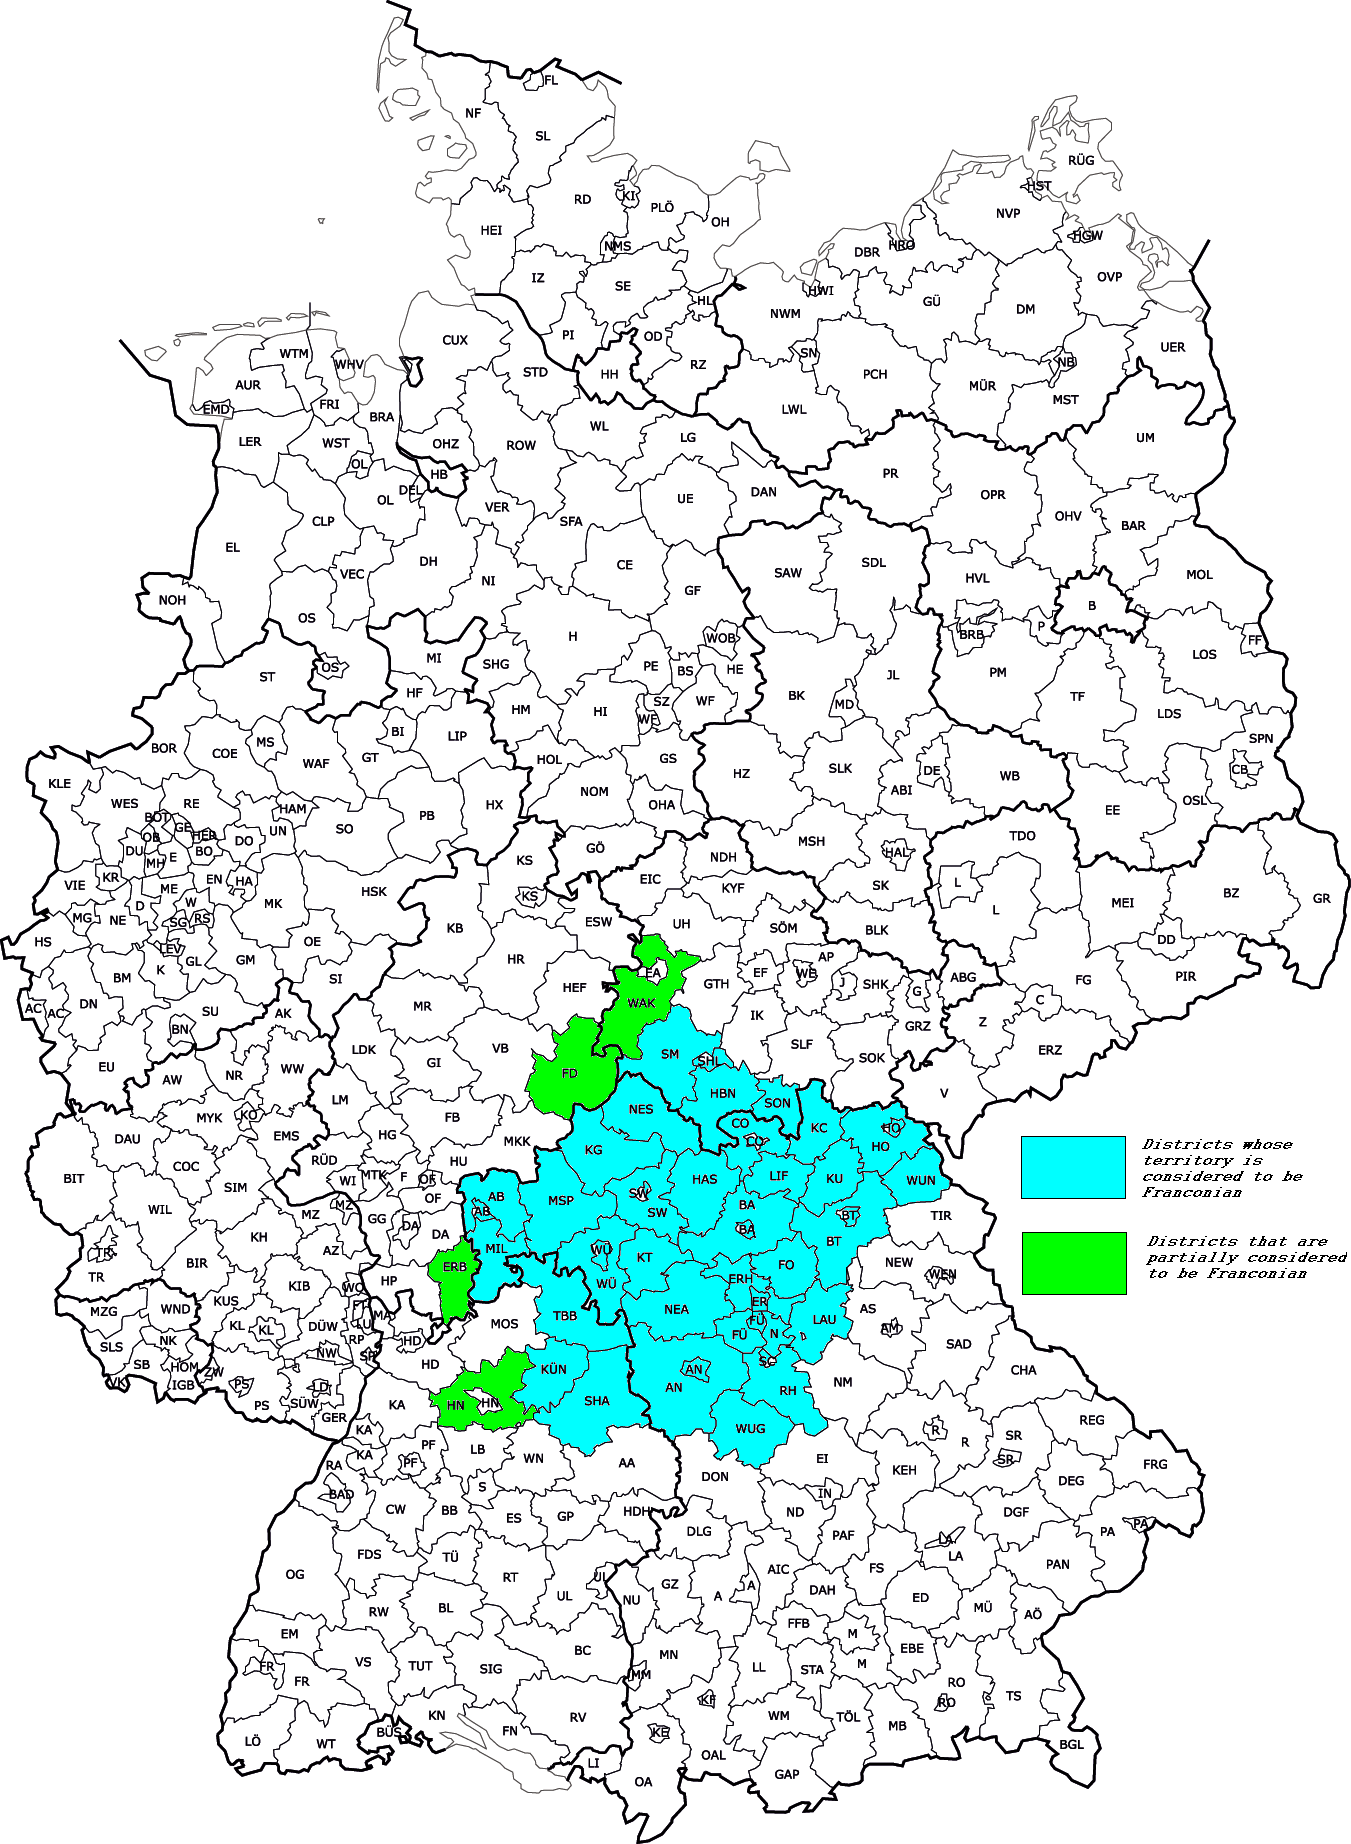 FL
NF
SL
RÜG
HST
RD KI
PLÖ
NVP
OH
HEI
HGW
NMS
HRO
DBR
IZ
OVP
SE
HWI
HL
GÜ
NWM
DM
PI
OD
CUX
UER
WTM
SN
WHV
RZ
NB
STD
HH
PCH
AUR
MÜR
MST
FRI
EMD
LWL
BRA
WL
LG
UM
LER
WST
OHZ
ROW
OL
HB
PR
DEL
DAN
OPR
OL
UE
VER
OHV
CLP
SFA
BAR
EL
DH
CE
SDL
VEC
SAW
MOL
NI
HVL
GF
NOH
B
OS
P
H
WOB
BRB
FF
LOS
MI
SHG
PE
BS
HE
OS
PM
ST
JL
HF
BK
TF
SZ
WF
MD
HM
HI
LDS
WF
BI
LIP
SPN
MS
BOR
COE
GT
HOL
GS
WAF
SLK
DE
CB
HZ
WB
KLE
ABI
NOM
WES
RE
HX
OHA
OSL
HAM
EE
PB
BOT
GE
SO
UN
OB
HER
TDO
DO
MSH
GÖ
DU
BO
HAL
E
NDH
KS
MH
KR
EN
HA
EIC
L
VIE
ME
KYF
SK
HSK
BZ
KS
GR
W
D
MK
MEI
L
MG
NE
SG
RS
ESW
UH
KB
SÖM
BLK
HS
OE
DD
LEV
AP
GL
GM
HR
K
EA
EF
WE
BM
SI
ABG
PIR
FG
J
GTH
SHK
HEF
G
DN
WAK
C
MR
AC
AC
SU
AK
IK
Z
GRZ
BN
LDK
VB
SLF
ERZ
SM
SOK
GI
SHL
EU
WW
FD
NR
AW
V
HBN
LM
SON
NES
KO
MYK
FB
CO
KC
HO
EMS
HG
DAU
MKK
CO
HO
KG
RÜD
HU
COC
MTK
F
LIF
BIT
WI
OF
HAS
KU
WUN
SIM
SW
AB
OF
MSP
MZ
BA
WIL
MZ
AB
SW
BT
TIR
GG
DA
BA
DA
KH
BT
MIL
WÜ
AZ
TR
KT
BIR
NEW
ERB
FO
TR
HP
WEN
ERH
KIB
WO
WÜ
KUS
ER
FT
WND
MZG
NEA
AS
TBB
MA
LAU
FÜ
MOS
KL
KL
DÜW
LU
AM
FÜ
N
NK
RP
HD
SLS
SAD
NW
SP
SC
HD
SB
HOM
KÜN
AN
CHA
ZW
VK
IGB
PS
LD
NM
AN
RH
SHA
HN
PS
SÜW
KA
HN
GER
REG
KA
WUG
R
SR
PF
LB
R
KA
WN
EI
SR
PF
AA
FRG
RA
KEH
DON
DEG
S
BAD
IN
CW
BB
HDH
ND
DGF
ES
GP
PA
DLG
PAF
PA
LA
FDS
TÜ
LA
PAN
AIC
FS
OG
RT
UL
GZ
A
UL
DAH
A
NU
ED
BL
MÜ
RW
AÖ
FFB
EM
M
EBE
BC
MN
VS
FR
TUT
SIG
LL
M
STA
MM
FR
RO
TS
KF
RO
KN
RV
WM
TÖL
MB
FN
BÜS
KE
LÖ
WT
BGL
OAL
LI
GAP
OA
Districts whose
territory is
considered to be
Franconian
Districts that are
partially considered
to be Franconian